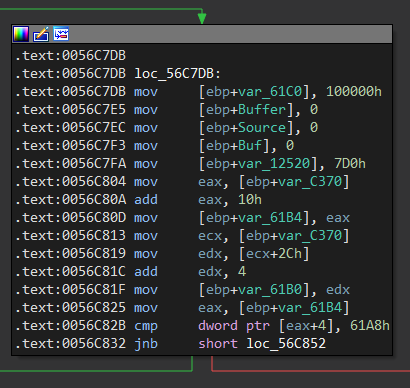 .text:0056C7DB
.text:0056C7DB loc_56C7DB:
.text:0056C7DB mov [ebp+var_61C0], 100000h
.text:0056C7E5 mov [ebp+Buffer], 0
.text:0056C7EC mov [ebp+Source], 0
.text:0056C7F3 mov [ebp+Buf], 0
.text:0056C7FA mov [ebp+var_12520], 7D0h
.text:0056C804 mov eax, [ebp+var_C370]
.text:0056C80A add eax, 10h
.text:0056C80D mov [ebp+var_61B4], eax
.text:0056C813 mov ecx, [ebp+var_C370]
.text:0056C819 mov edx, [ecx+2Ch]
.text:0056C81C add edx, 4
.text:0056C81F mov [ebp+var_61B0], edx
.text:0056C825 mov eax, [ebp+var_61B4]
.text:0056C82B cmp dword ptr [eax+4], 61A8h
.text:0056C832 jnb short loc_56C852